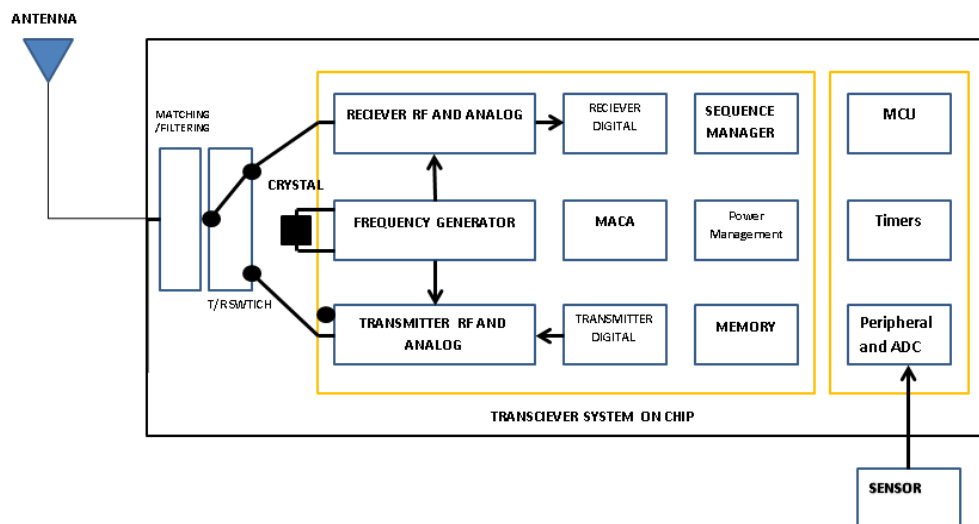 ANTENNA
MATCHING
/FILTERING
RECIEVER RF AND ANALOG
RECIEVER
DIGITAL
SEQUENCE
MANAGER
MCU
CRYSTAL
FREQUENCY GENERATOR
MACA
Power
Management
Timers
T/R SWTICH
TRANSMITTER RF AND
ANALOG
TRANSMITTER
DIGITAL
MEMORY
Peripheral
and ADC
TRANSCIEVER SYSTEM ON CHIP
SENSOR